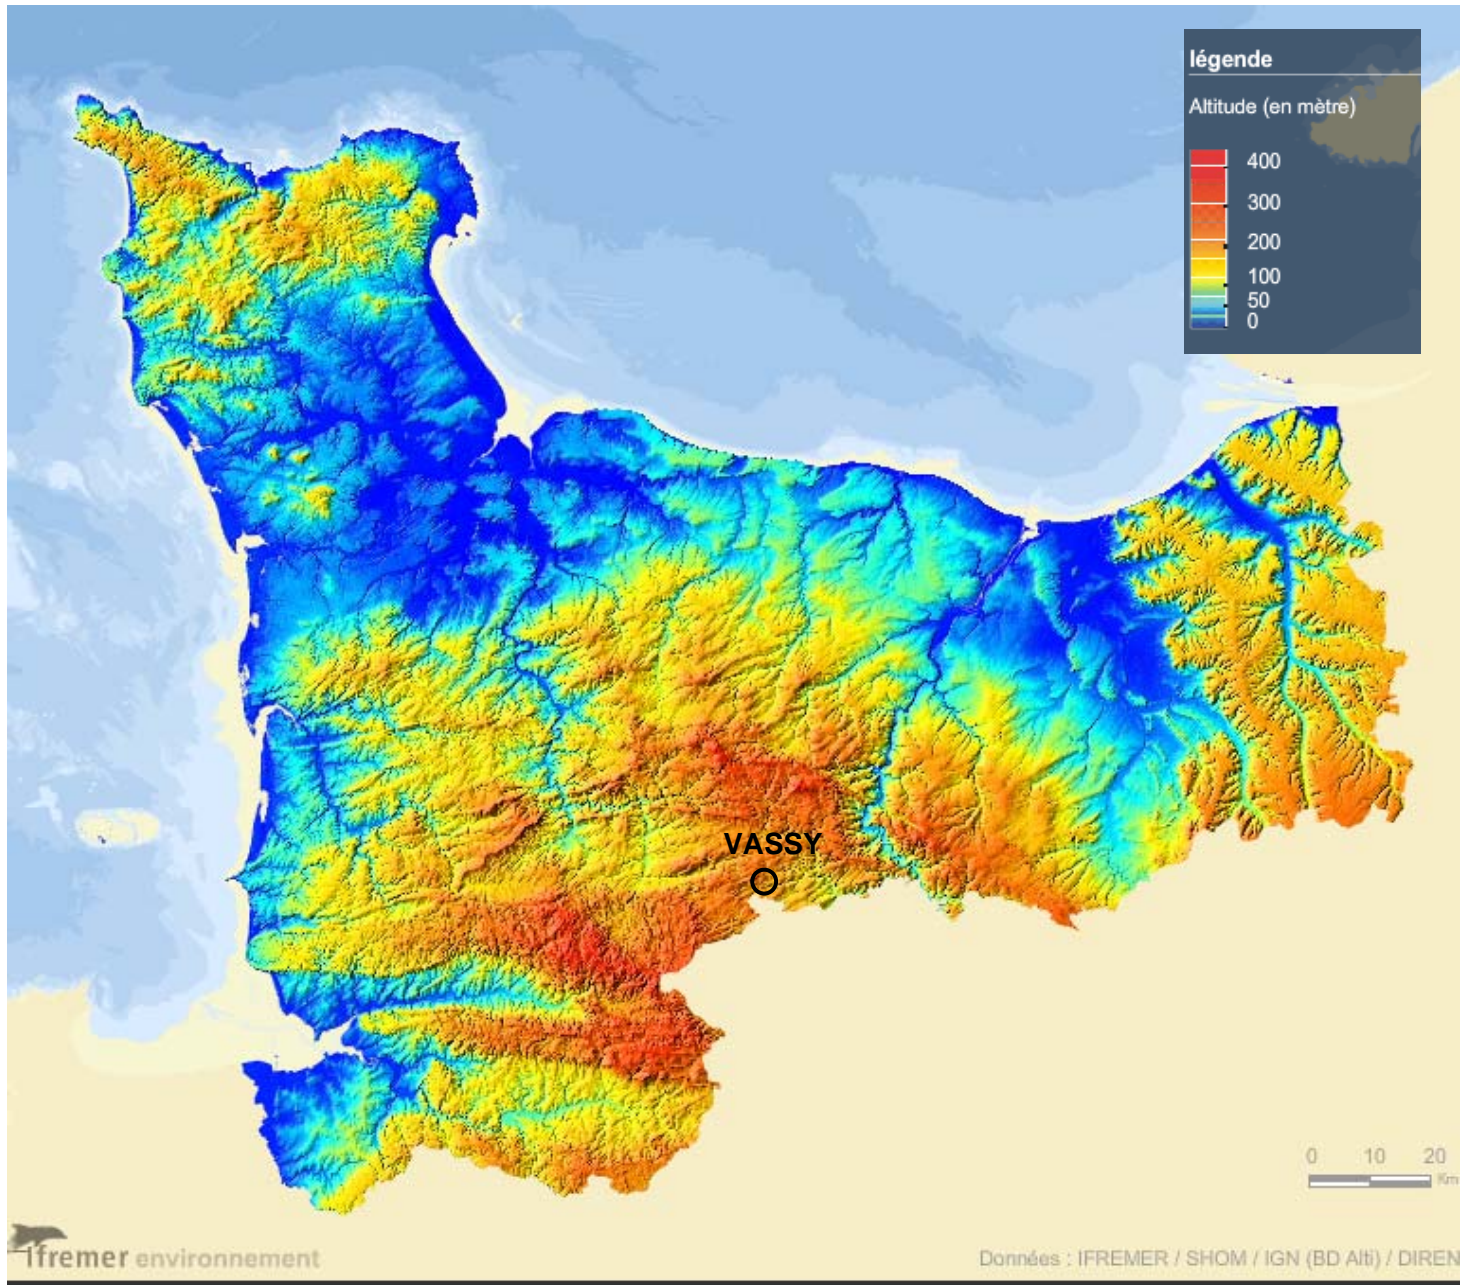 légende
Altitude (en mètre)
400
300
200
100
50
0
VASSY
0 10 20
Km
ifremer environnement
Données : IFREMER / SHOM / IGN (BD Alti) / DIREN